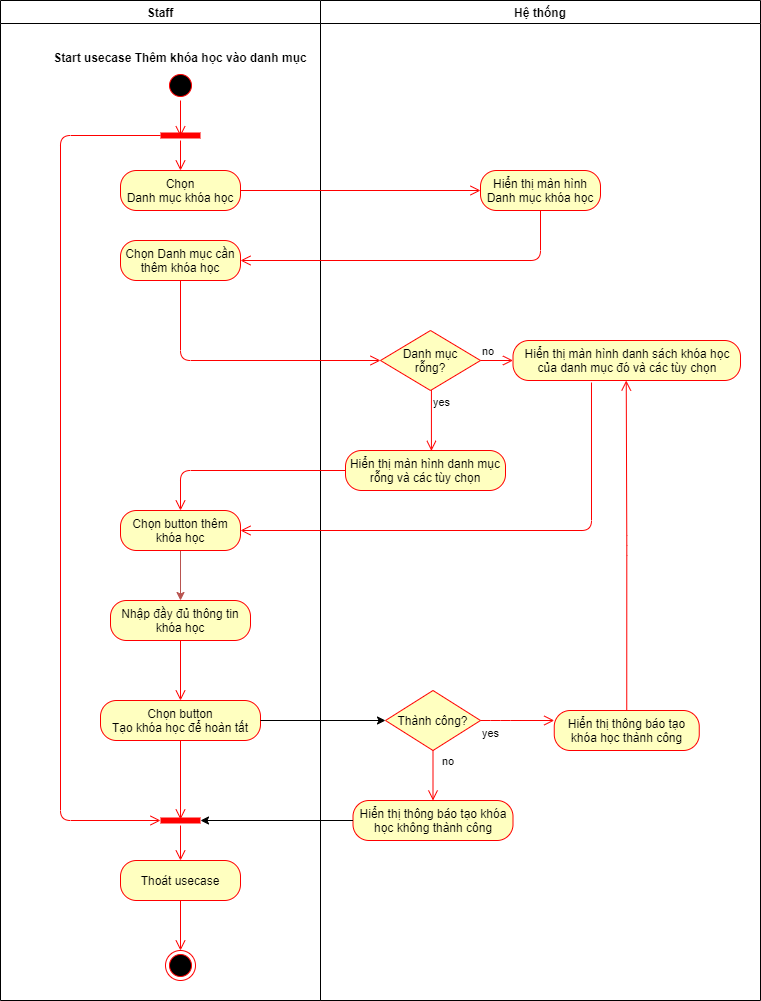 Staff
Hệ thống
Start usecase Thêm khóa học vào danh mục
Chọn
Danh mục khóa học
Hiển thị màn hình
Danh mục khóa học
Chọn Danh mục cần
thêm khóa học
Danh mục
rỗng?
no
Hiển thị màn hình danh sách khóa học
của danh mục đó và các tùy chọn
yes
Hiển thị màn hình danh mục
rỗng và các tùy chọn
Chọn button thêm
khóa học
Nhập đầy đủ thông tin
khóa học
Chọn button
Tạo khóa học để hoàn tất
Thành công?
yes
Hiển thị thông báo tạo
khóa học thành công
no
Hiển thị thông báo tạo khóa
học không thành công
Thoát usecase